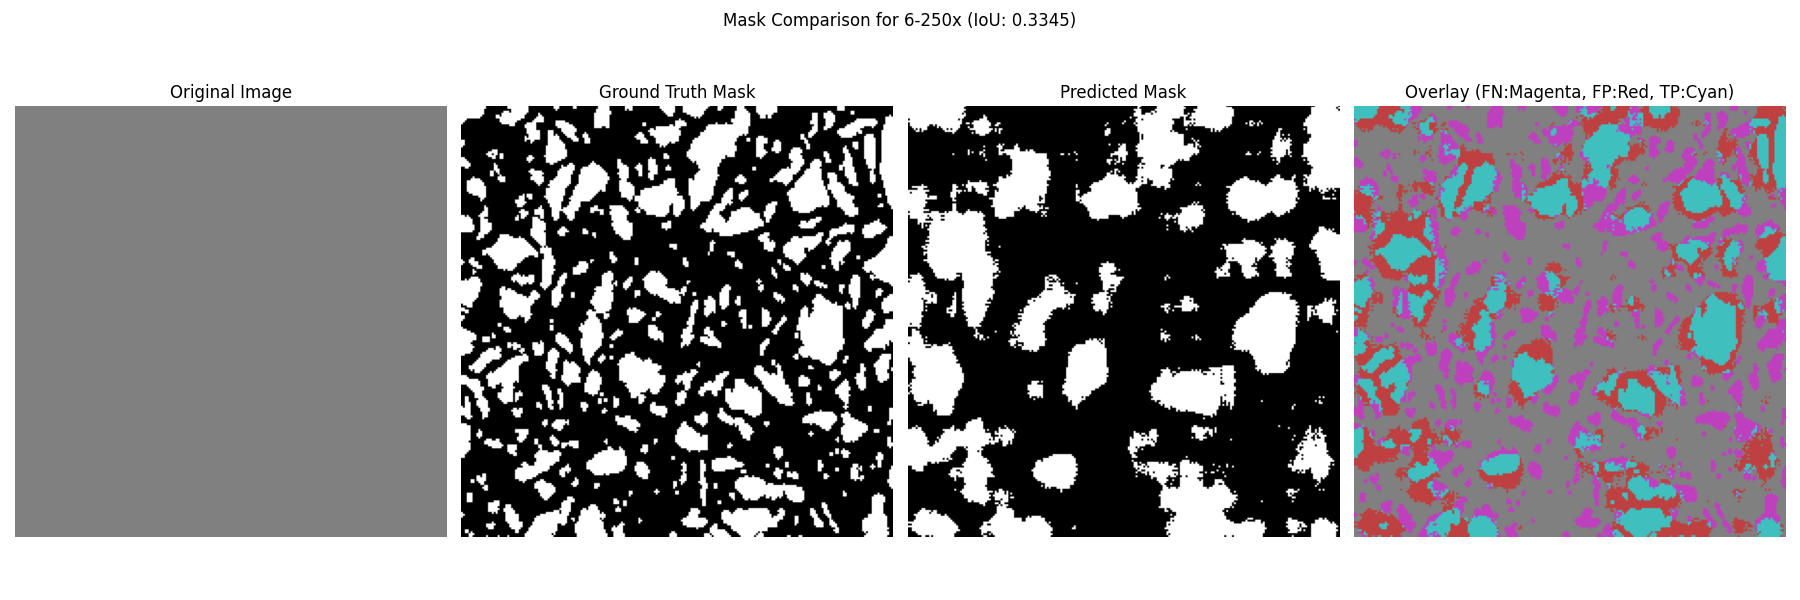 Mask Comparison for 6-250x (IoU: 0.3345)
Original Image
Ground Truth Mask
Predicted Mask
Overlay (FN:Magenta, FP:Red, TP:Cyan)